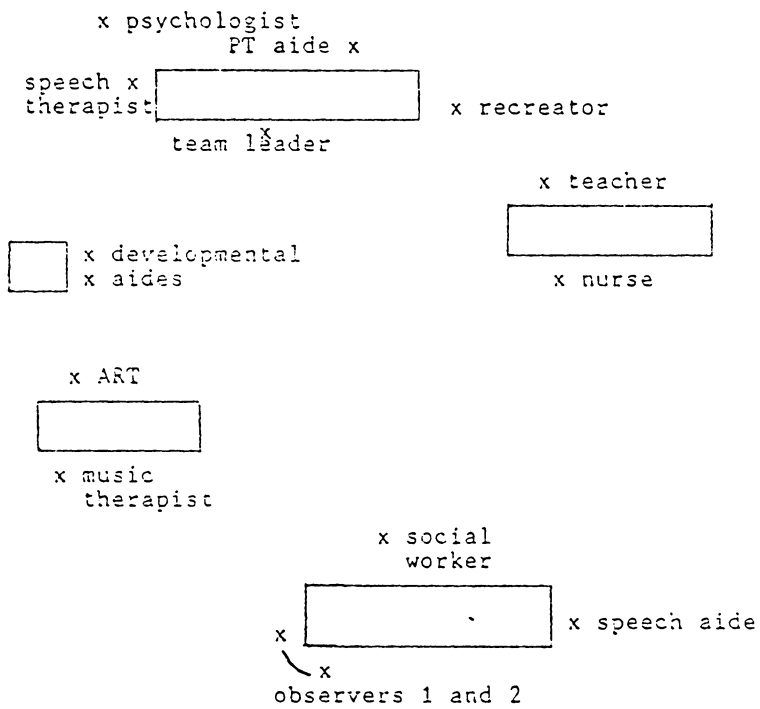 x psychologist
PT aide x
speech x
therapist
x recreator
x
team leader
x teacher
x developmental
x aides
x nurse
x ART
x music
therapist
x social
worker
x speech aide
x
x
observers 1 and 2